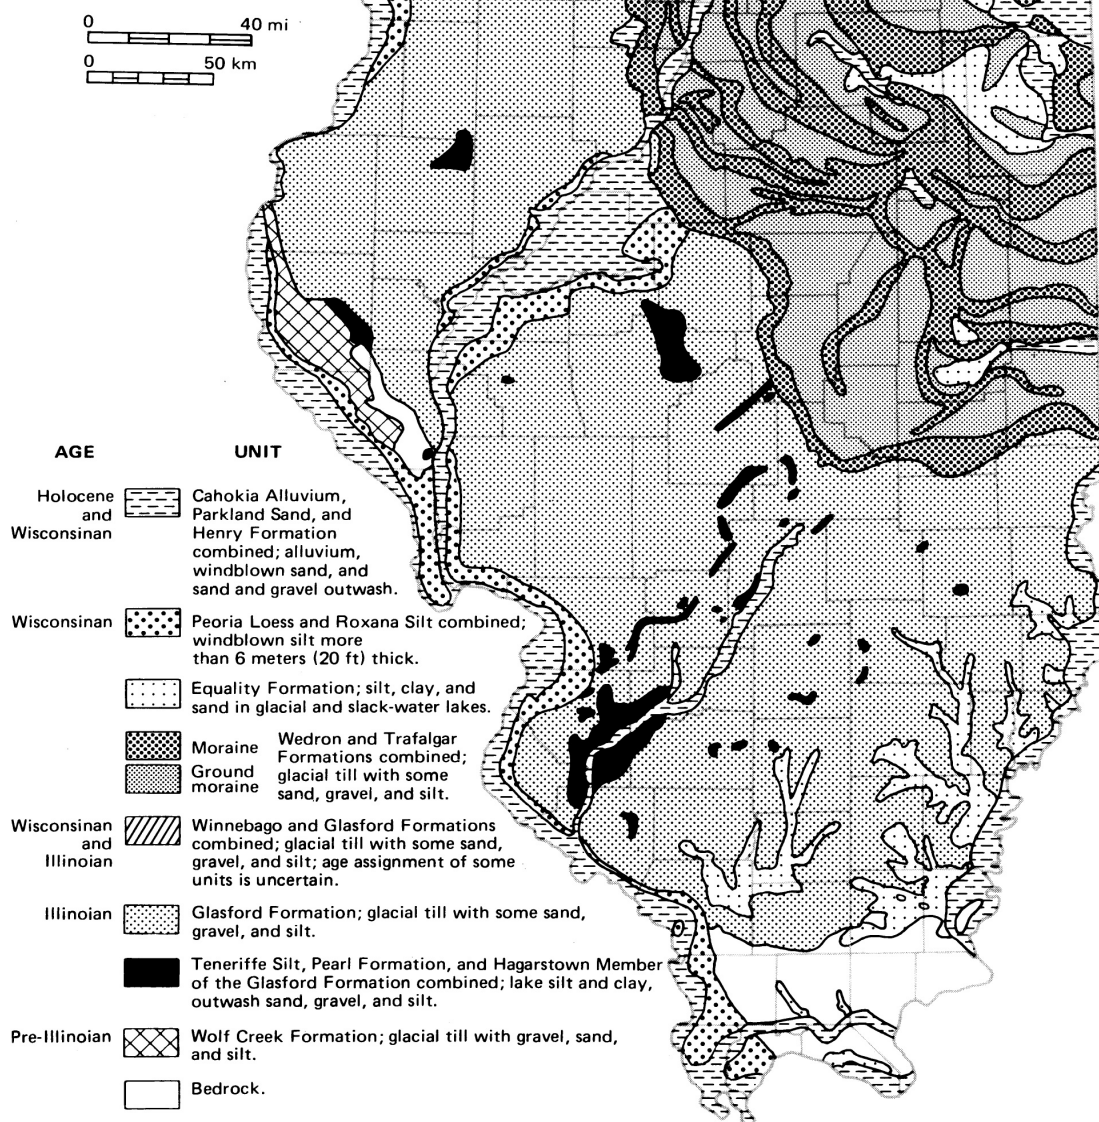 0 40 mi
0 50 km
AGE UNIT
Holocene
and
Wisconsinan
Cahokia Alluvium,
Parkland Sand, and
Henry Formation
combined; alluvium,
windblown sand, and
sand and gravel outwash.
Wisconsinan
Peoria Loess and Roxana Silt combined;
windblown silt more
than 6 meters (20 ft) thick.
Equality Formation; silt, clay, and
sand in glacial and slack-water lakes.
Moraine
Ground
moraine
Wedron and Trafalgar
Formations combined;
glacial till with some
sand, gravel, and silt.
Wisconsinan
and
Illinoian
Winnebago and Glasford Formations
combined; glacial till with some sand,
gravel, and silt; age assignment of some
units is uncertain.
Illinoian
Glasford Formation; glacial till with some sand,
gravel, and silt.
Teneriffe Silt, Pearl Formation, and Hagarstown Member
of the Glasford Formation combined; lake silt and clay,
outwash sand, gravel, and silt.
Pre-Illinoian
Wolf Creek Formation; glacial till with gravel, sand,
and silt.
Bedrock.